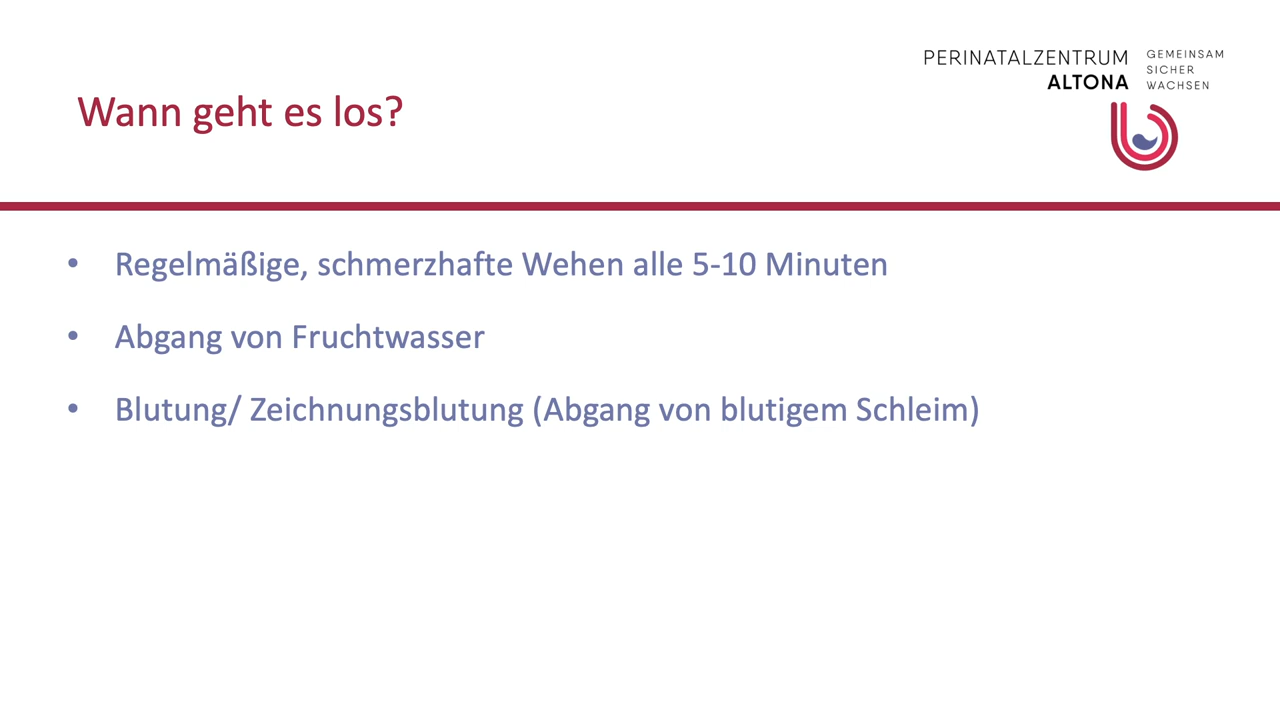 PERINATALZENTRUM
ALTONA
GEMEINSAM
SICHER
WACHSEN
Wann geht es los?
• Regelmäßige, schmerzhafte Wehen alle 5-10 Minuten
• Abgang von Fruchtwasser
• Blutung/ Zeichnungsblutung (Abgang von blutigem Schleim)